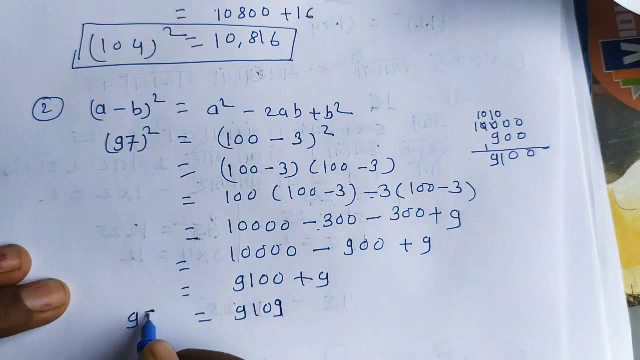 = 10800 + 16
(104)² = 10,816
② (a - b)² = a² - 2ab + b²
(97)² = (100 - 3)²
= (100 - 3) (100 - 3)
= 100 (100 - 3) - 3 (100 - 3)
= 10000 - 300 - 300 + 9
= 10000 - 900 + 9
= 9100 + 9
9 = 9109
1010
10000
900
9100